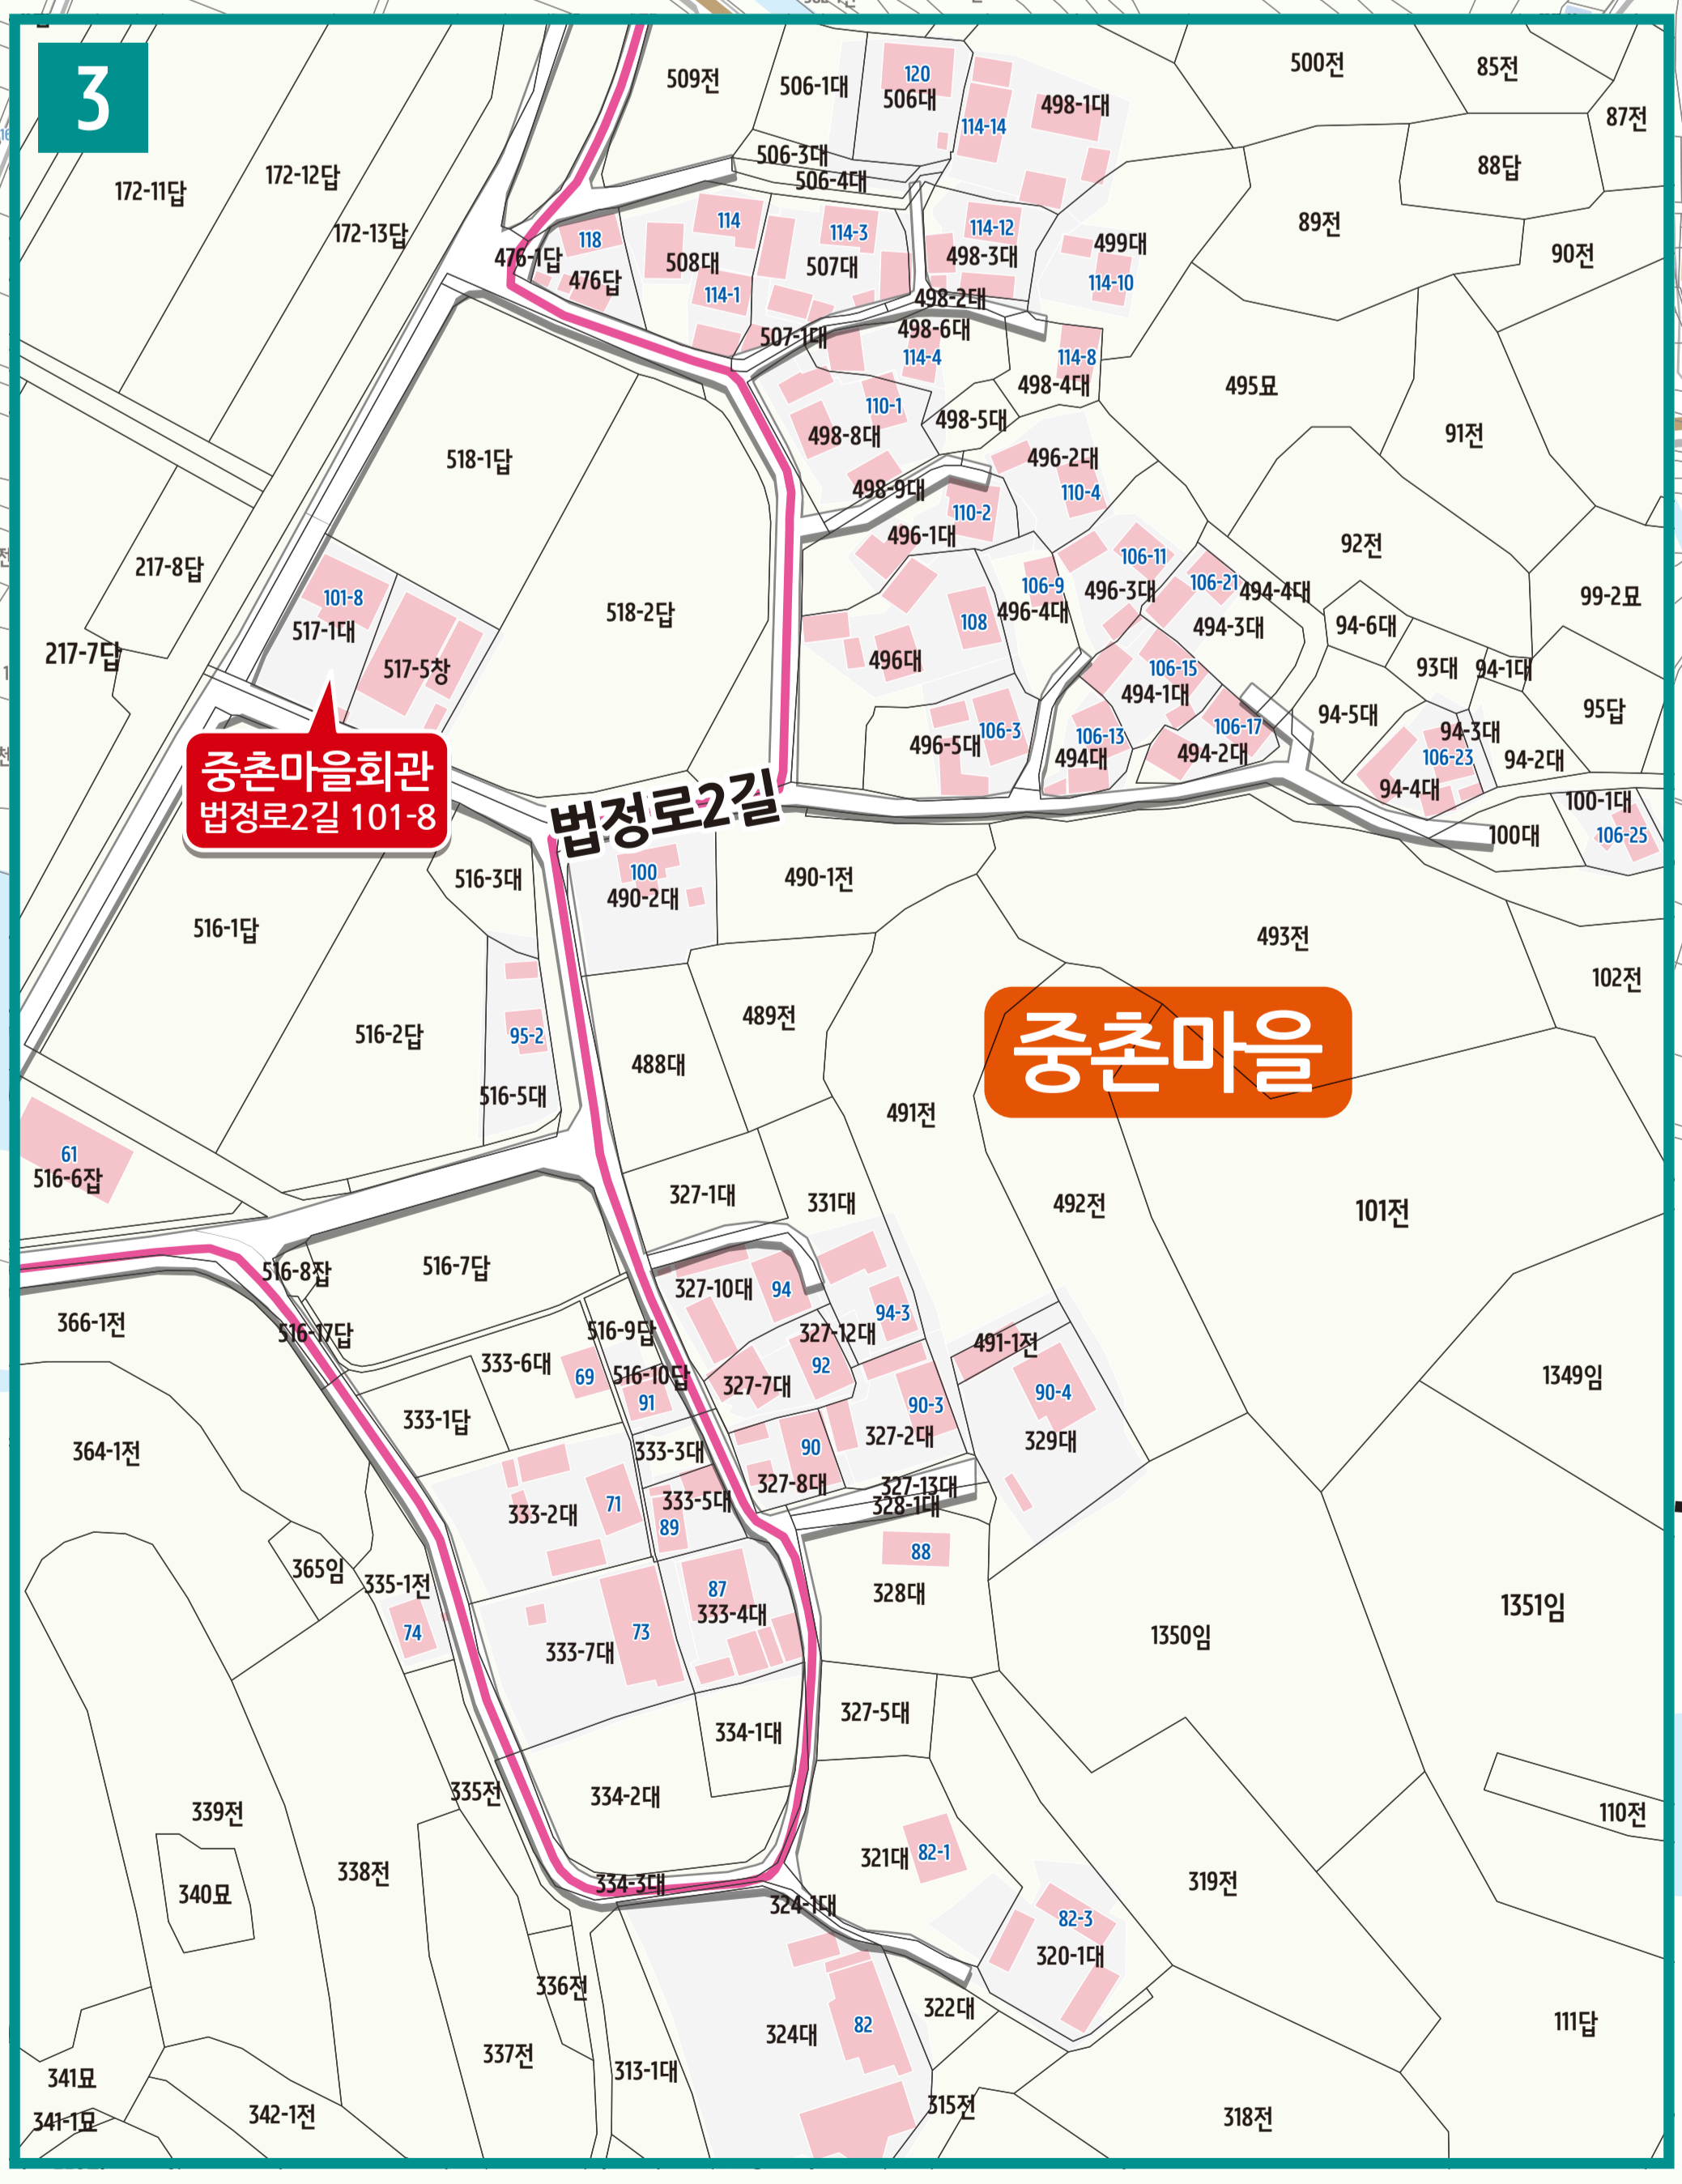 3
509전
506-1대
120
506대
114-14
498-1대
500전
85전
87전
172-11답
172-12답
172-13답
506-3대
506-4대
88답
89전
90전
476-1답
118
476답
114
508대
114-1
114-3
507대
114-12
498-3대
499대
114-10
498-2대
507-1대
498-6대
114-4
114-8
498-4대
495묘
110-1
498-8대
498-5대
91전
518-1답
498-9대
496-2대
110-4
110-2
496-1대
92전
217-8답
217-7답
101-8
517-1대
517-5창
518-2답
108
496대
106-9
496-4대
106-11
496-3대
106-21
494-4대
494-3대
94-6대
99-2묘
93대
94-1대
106-15
494-1대
94-5대
95답
496-5대
106-3
106-13
494대
106-17
494-2대
94-3대
106-23
94-2대
94-4대
100-1대
100대
106-25
중촌마을회관
법정로2길 101-8
법정로2길
516-3대
100
490-2대
490-1전
516-1답
493전
102전
516-2답
95-2
516-5대
488대
489전
중촌마을
491전
61
516-6잡
327-1대
331대
492전
101전
516-8잡
516-7답
366-1전
516-17답
327-10대
94
94-3
327-12대
516-9답
333-6대
69
516-10답
91
92
327-7대
491-1전
90-4
329대
1349임
333-1답
364-1전
90-3
327-2대
90
327-8대
333-3대
327-13대
328-1대
333-2대
71
333-5대
89
88
328대
365임
335-1전
74
87
333-4대
73
333-7대
1350임
1351임
327-5대
334-1대
335전
334-2대
339전
110전
338전
340묘
334-3대
321대
82-1
324-1대
319전
82-3
320-1대
336전
322대
324대
82
111답
337전
313-1대
341묘
341-1묘
342-1전
315전
318전